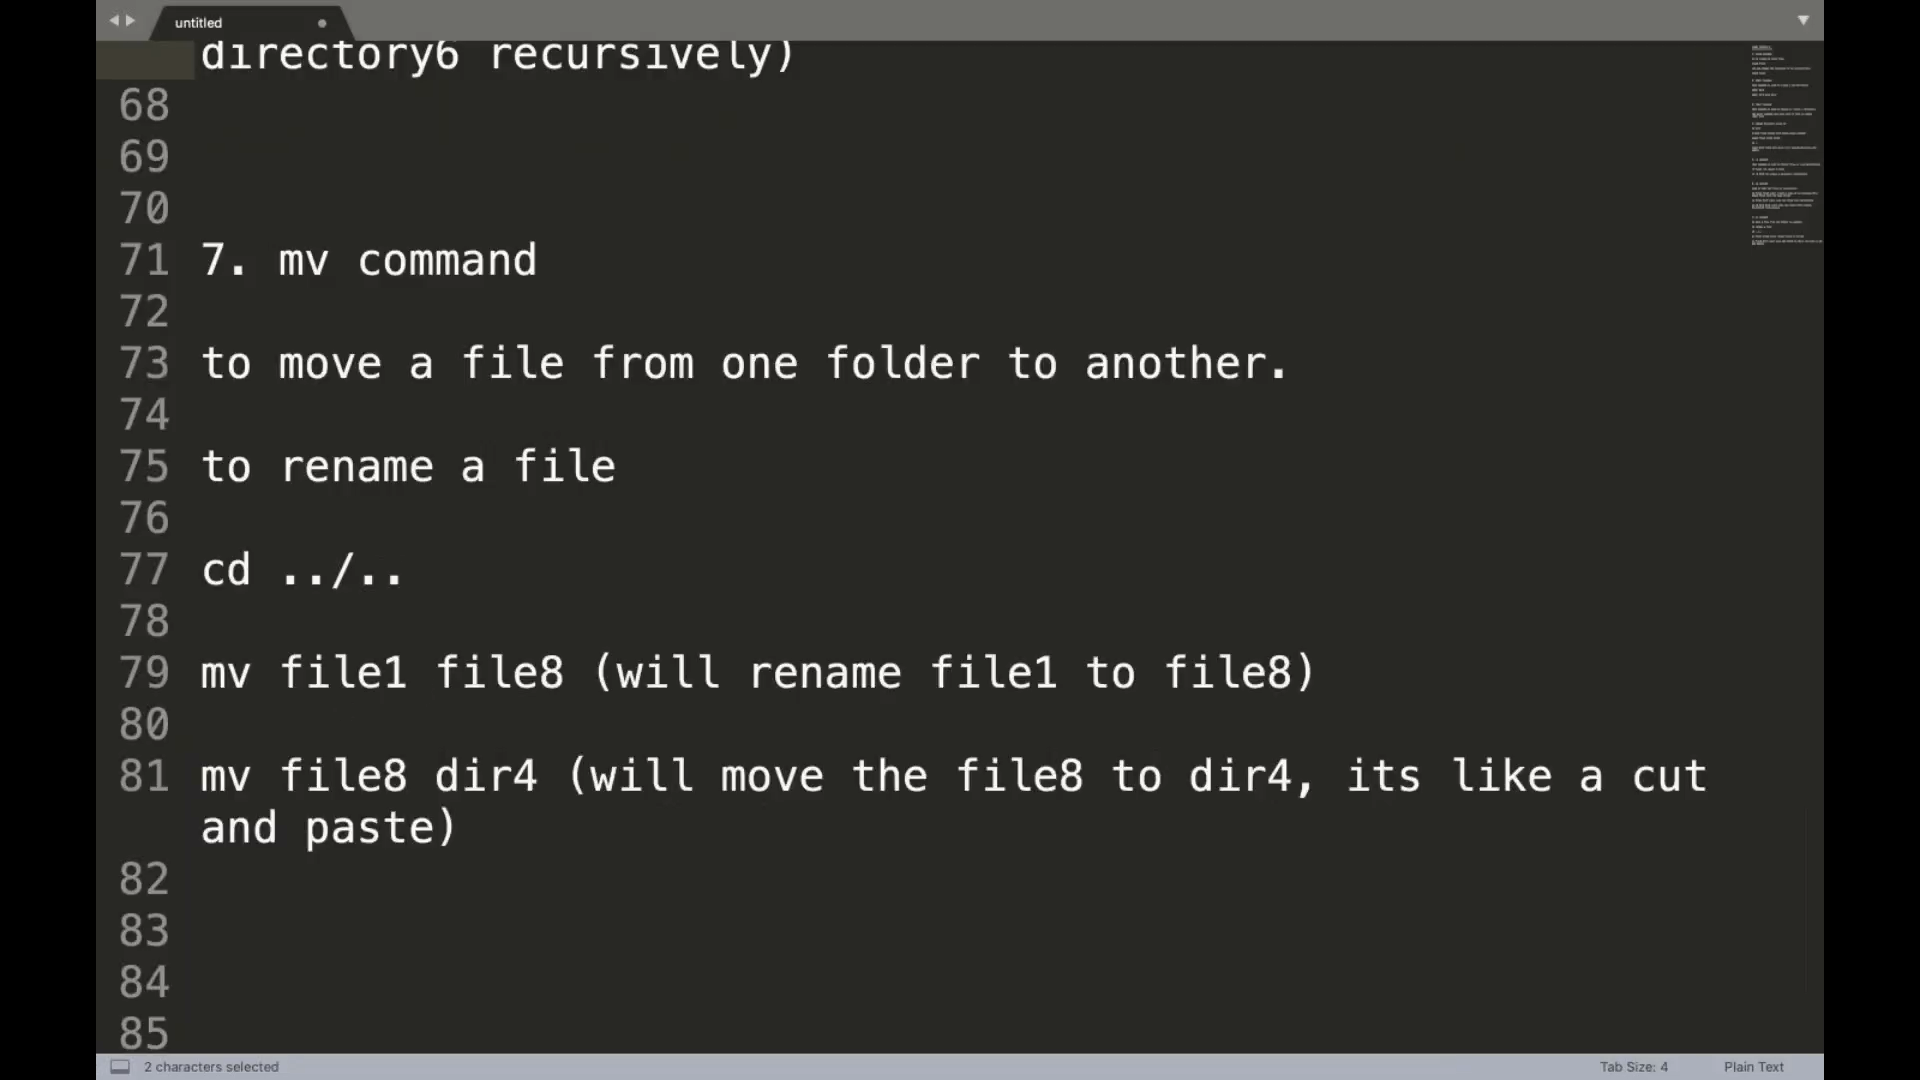 untitled
directory6 recursively)
68
69
70
71 7. mv command
72
73 to move a file from one folder to another.
74
75 to rename a file
76
77 cd ../..
78
79 mv file1 file8 (will rename file1 to file8)
80
81 mv file8 dir4 (will move the file8 to dir4, its like a cut
and paste)
82
83
84
85
2 characters selected
Tab Size: 4
Plain Text